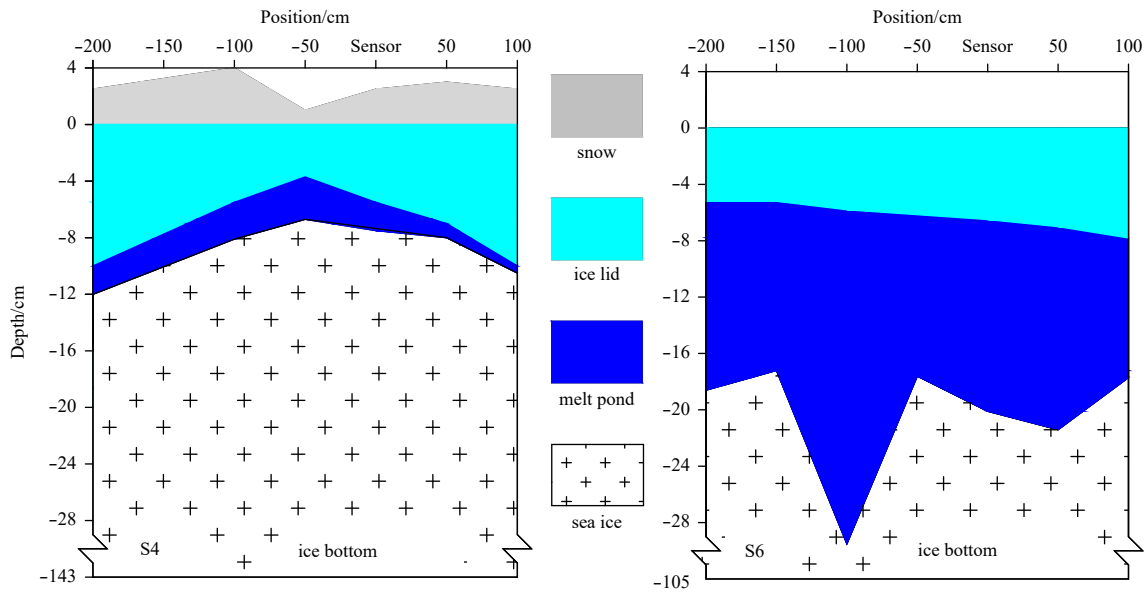 Position/cm
-200 -150 -100 -50 Sensor 50 100
4
0
-4
-8
-12
-16
-20
-24
-28
-143
Depth/cm
S4
ice bottom
snow
ice lid
melt pond
sea ice
Position/cm
-200 -150 -100 -50 Sensor 50 100
4
0
-4
-8
-12
-16
-20
-24
-28
-105
S6
ice bottom